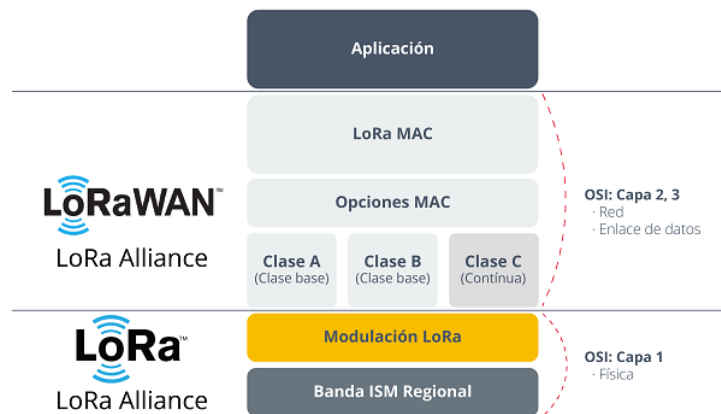 Aplicación
LoRa MAC
Opciones MAC
Clase A
(Clase base)
Clase B
(Clase base)
Clase C
(Contínua)
LoRaWAN™
LoRa Alliance
OSI: Capa 2, 3
· Red
· Enlace de datos
LoRa™
LoRa Alliance
Modulación LoRa
Banda ISM Regional
OSI: Capa 1
· Física